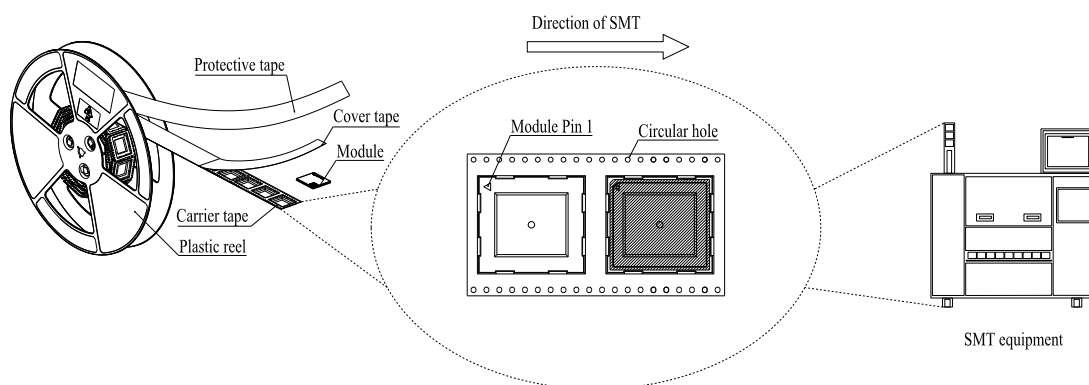 Direction of SMT
Protective tape
Cover tape
Module
Carrier tape
Plastic reel
Module Pin 1
Circular hole
SMT equipment